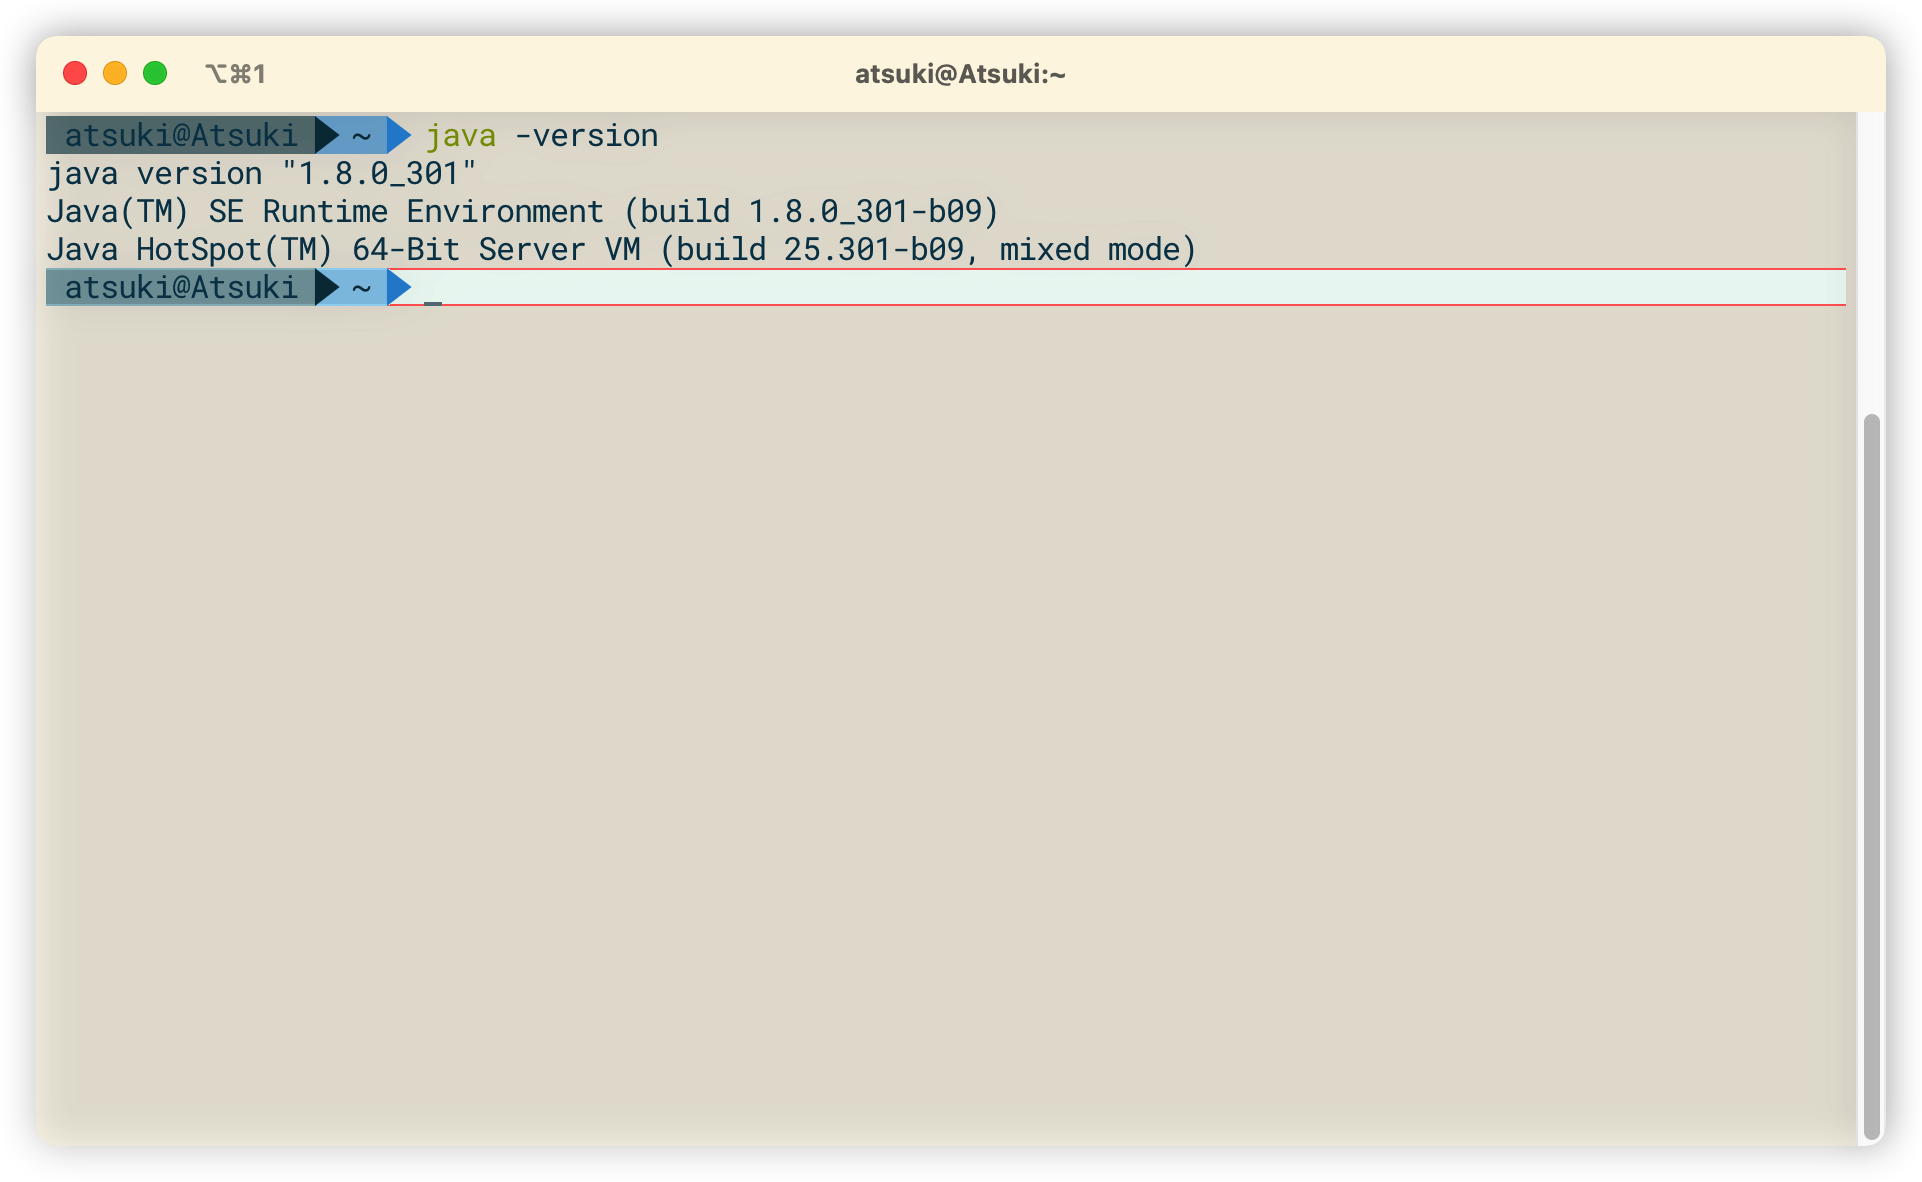 ⌥⌘1
atsuki@Atsuki:~
atsuki@Atsuki ~ java -version
java version "1.8.0_301"
Java(TM) SE Runtime Environment (build 1.8.0_301-b09)
Java HotSpot(TM) 64-Bit Server VM (build 25.301-b09, mixed mode)
atsuki@Atsuki ~ _